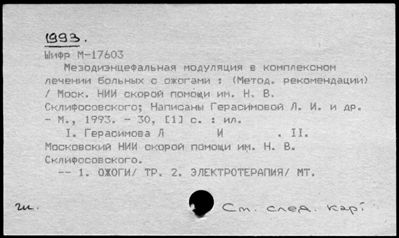 1993.
Шифр М-17603
Мезодиэнцефальная модуляция в комплексном
лечении больных с ожогами : (Метод. рекомендации)
/ Моск. НИИ скорой помощи им. Н. В.
Склифосовского; Написаны Герасимовой Л. И. и др.
- М., 1993. - 30, [1] с. : ил.
I. Герасимова Л И . II.
Московский НИИ скорой помощи им. Н. В.
Склифосовского.
-- 1. ОЖОГИ/ ТР. 2. ЭЛЕКТРОТЕРАПИЯ/ МТ.
См. след. кар.